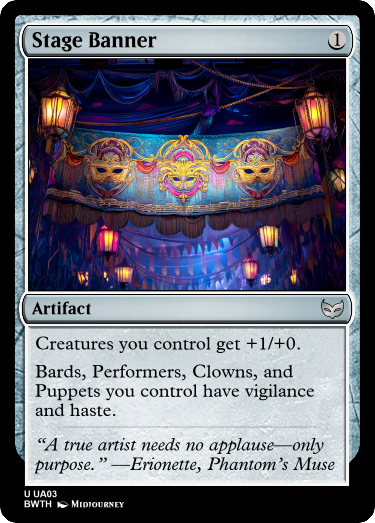 Stage Banner 1
Artifact
Creatures you control get +1/+0.
Bards, Performers, Clowns, and
Puppets you control have vigilance
and haste.
“A true artist needs no applause—only
purpose.” —Erionette, Phantom’s Muse
U UA03
BWTH Midjourney